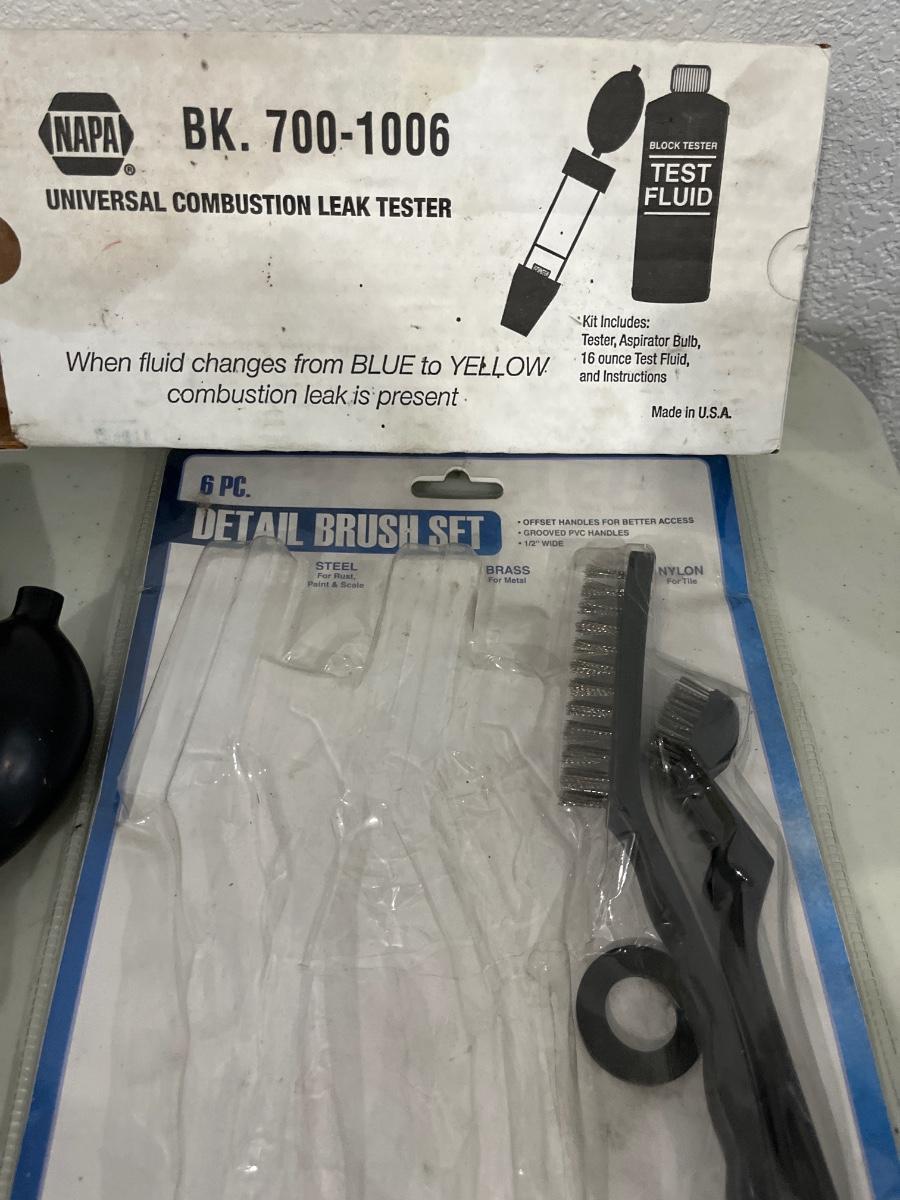 NAPA
®
BK. 700-1006
UNIVERSAL COMBUSTION LEAK TESTER
BLOCK TESTER
TEST
FLUID
Kit Includes:
Tester, Aspirator Bulb,
16 ounce Test Fluid,
and Instructions
When fluid changes from BLUE to YELLOW
combustion leak is present
Made in U.S.A.
6 PC.
DETAIL BRUSH SET
• OFFSET HANDLES FOR BETTER ACCESS
• GROOVED PVC HANDLES
• 1/2" WIDE
STEEL
For Rust,
Paint & Scale
BRASS
For Metal
NYLON
For Tile